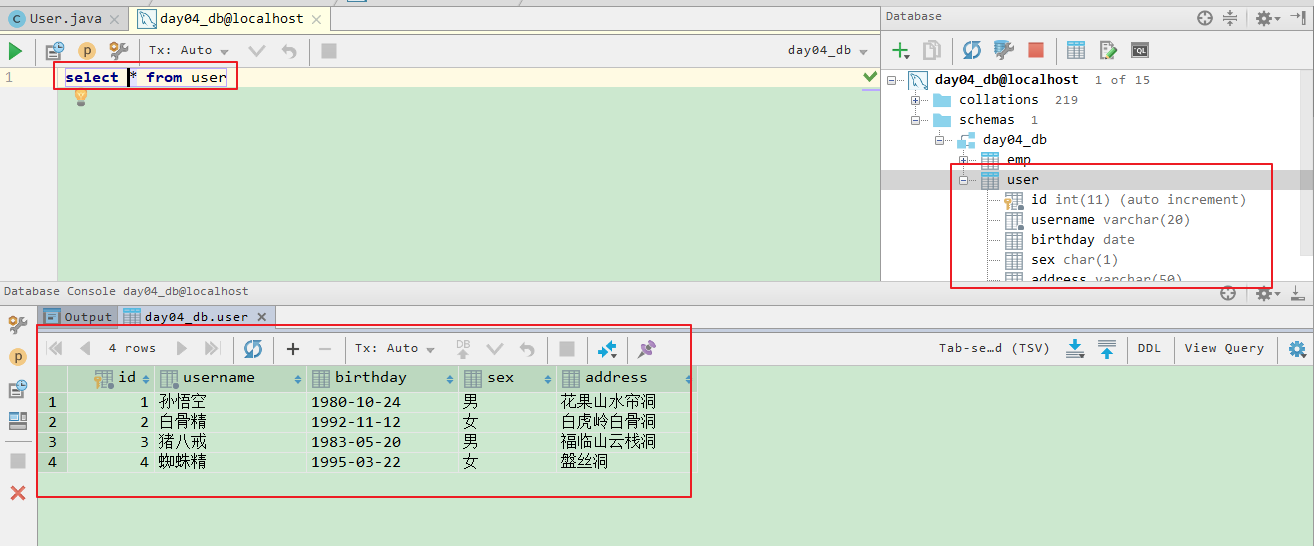 User.java
day04_db@localhost
Database
Tx: Auto
day04_db
1 select * from user
day04_db@localhost 1 of 15
collations 219
schemas 1
day04_db
emp
user
id int(11) (auto increment)
username varchar(20)
birthday date
sex char(1)
address varchar(50)
Database Console day04_db@localhost
Output
day04_db.user
4 rows
Tx: Auto
DB
Tab-se…d (TSV)
DDL
View Query
id username birthday sex address
1 1 孙悟空 1980-10-24 男 花果山水帘洞
2 2 白骨精 1992-11-12 女 白虎岭白骨洞
3 3 猪八戒 1983-05-20 男 福临山云栈洞
4 4 蜘蛛精 1995-03-22 女 盤丝洞